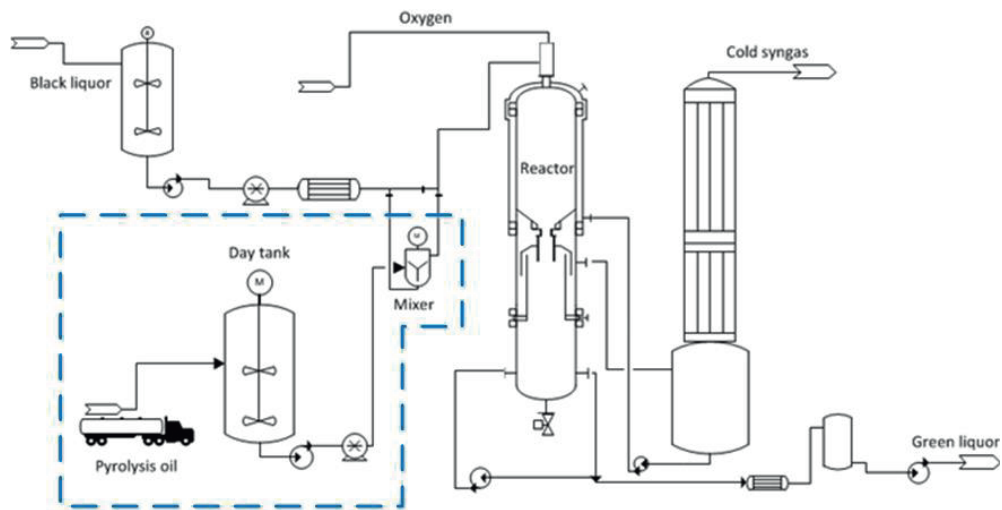 Oxygen
Cold syngas
Black liquor
Reactor
M
Day tank
M
Mixer
Green liquor
Pyrolysis oil